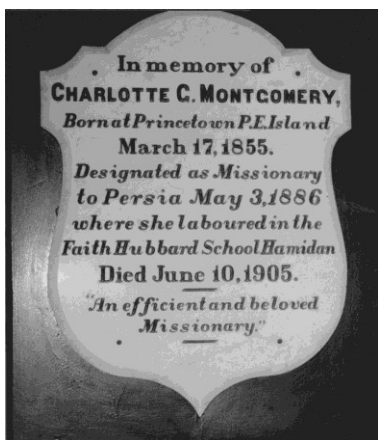 In memory of
CHARLOTTE G. MONTGOMERY,
Born at Princetown P.E.Island
March 17, 1855.
Designated as Missionary
to Persia May 3, 1886
where she laboured in the
Faith Hubbard School Hamidan
Died June 10, 1905.
"An efficient and beloved
Missionary."